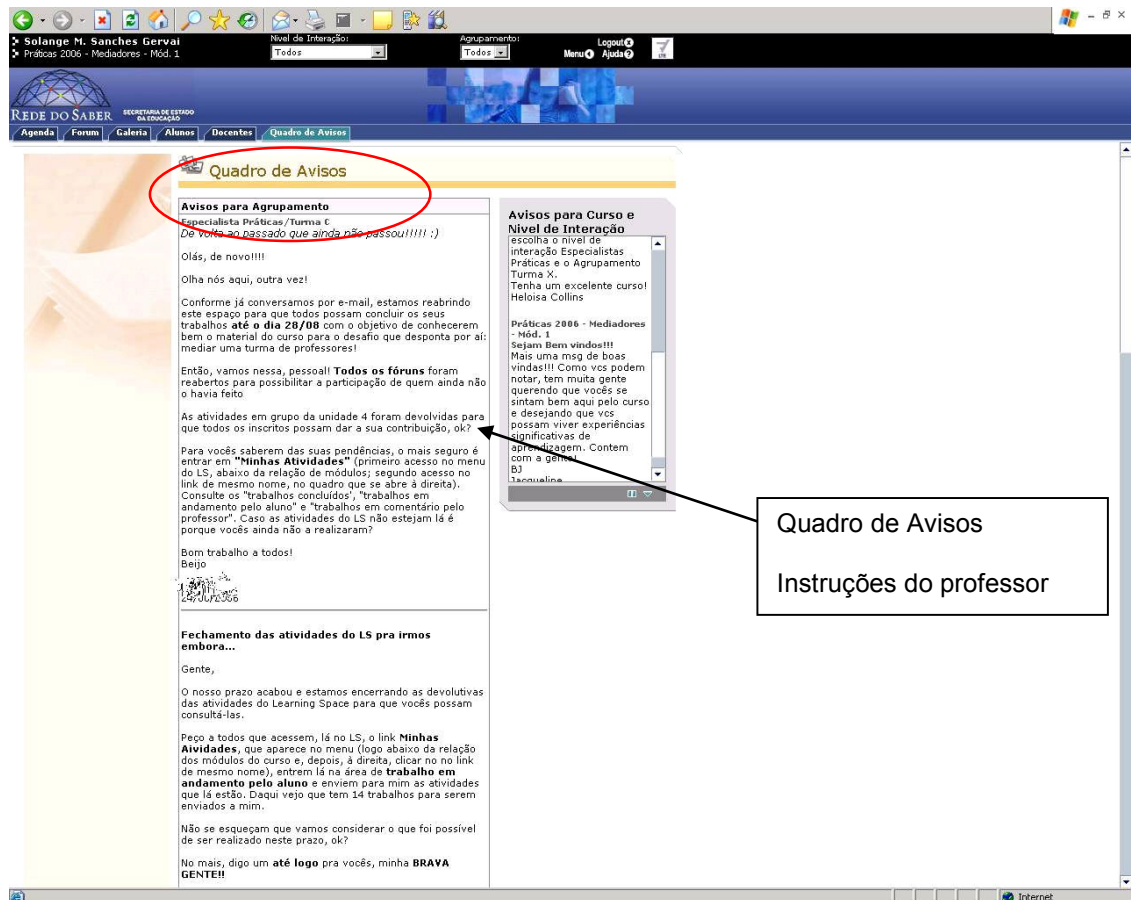 Solange M. Sanches Gervai
Práticas 2006 - Mediadores - Mód. 1
Nivel de Interação:
Todos
Agrupamento:
Todos
Logout
Menu Ajuda
REDE DO SABER
SECRETARIA DE ESTADO
DA EDUCAÇÃO
Agenda Forum Galeria Alunos Docentes Quadro de Avisos
Quadro de Avisos
Avisos para Agrupamento
Especialista Práticas/Turma C
De volta ao passado que ainda não passou!!!!! :)
Olás, de novo!!!!
Olha nós aqui, outra vez!
Conforme já conversamos por e-mail, estamos reabrindo
este espaço para que todos possam concluir os seus
trabalhos até o dia 28/08 com o objetivo de conhecerem
bem o material do curso para o desafio que desponta por aí:
mediar uma turma de professores!
Então, vamos nessa, pessoal! Todos os fóruns foram
reabertos para possibilitar a participação de quem ainda não
o havia feito
As atividades em grupo da unidade 4 foram devolvidas para
que todos os inscritos possam dar a sua contribuição, ok?
Para vocês saberem das suas pendências, o mais seguro é
entrar em "Minhas Atividades" (primeiro acesso no menu
do LS, abaixo da relação de módulos; segundo acesso no
link de mesmo nome, no quadro que se abre à direita).
Consulte os "trabalhos concluídos', "trabalhos em
andamento pelo aluno" e "trabalhos em comentário pelo
professor". Caso as atividades do LS não estejam lá é
porque vocês ainda não a realizaram?
Bom trabalho a todos!
Beijo
Fechamento das atividades do LS pra irmos
embora...
Gente,
O nosso prazo acabou e estamos encerrando as devolutivas
das atividades do Learning Space para que vocês possam
consultá-las.
Peço a todos que acessem, lá no LS, o link Minhas
Aividades, que aparece no menu (logo abaixo da relação
dos módulos do curso e, depois, à direita, clicar no no link
de mesmo nome), entrem lá na área de trabalho em
andamento pelo aluno e enviem para mim as atividades
que lá estão. Daqui vejo que tem 14 trabalhos para serem
enviados a mim.
Não se esqueçam que vamos considerar o que foi possível
de ser realizado neste prazo, ok?
No mais, digo um até logo pra vocês, minha BRAVA
GENTE!!
Avisos para Curso e
Nivel de Interação
escolha o nivel de
interação Especialistas
Práticas e o Agrupamento
Turma X.
Tenha um excelente curso!
Heloisa Collins
Práticas 2006 - Mediadores
- Mód. 1
Sejam Bem vindos!!!
Mais uma msg de boas
vindas!!! Como vcs podem
notar, tem muita gente
querendo que vocês se
sintam bem aqui pelo curso
e desejando que vcs
possam viver experiências
significativas de
aprendizagem. Contem
com a gente!
BJ
Jacqueline
Quadro de Avisos
Instruções do professor
Internet